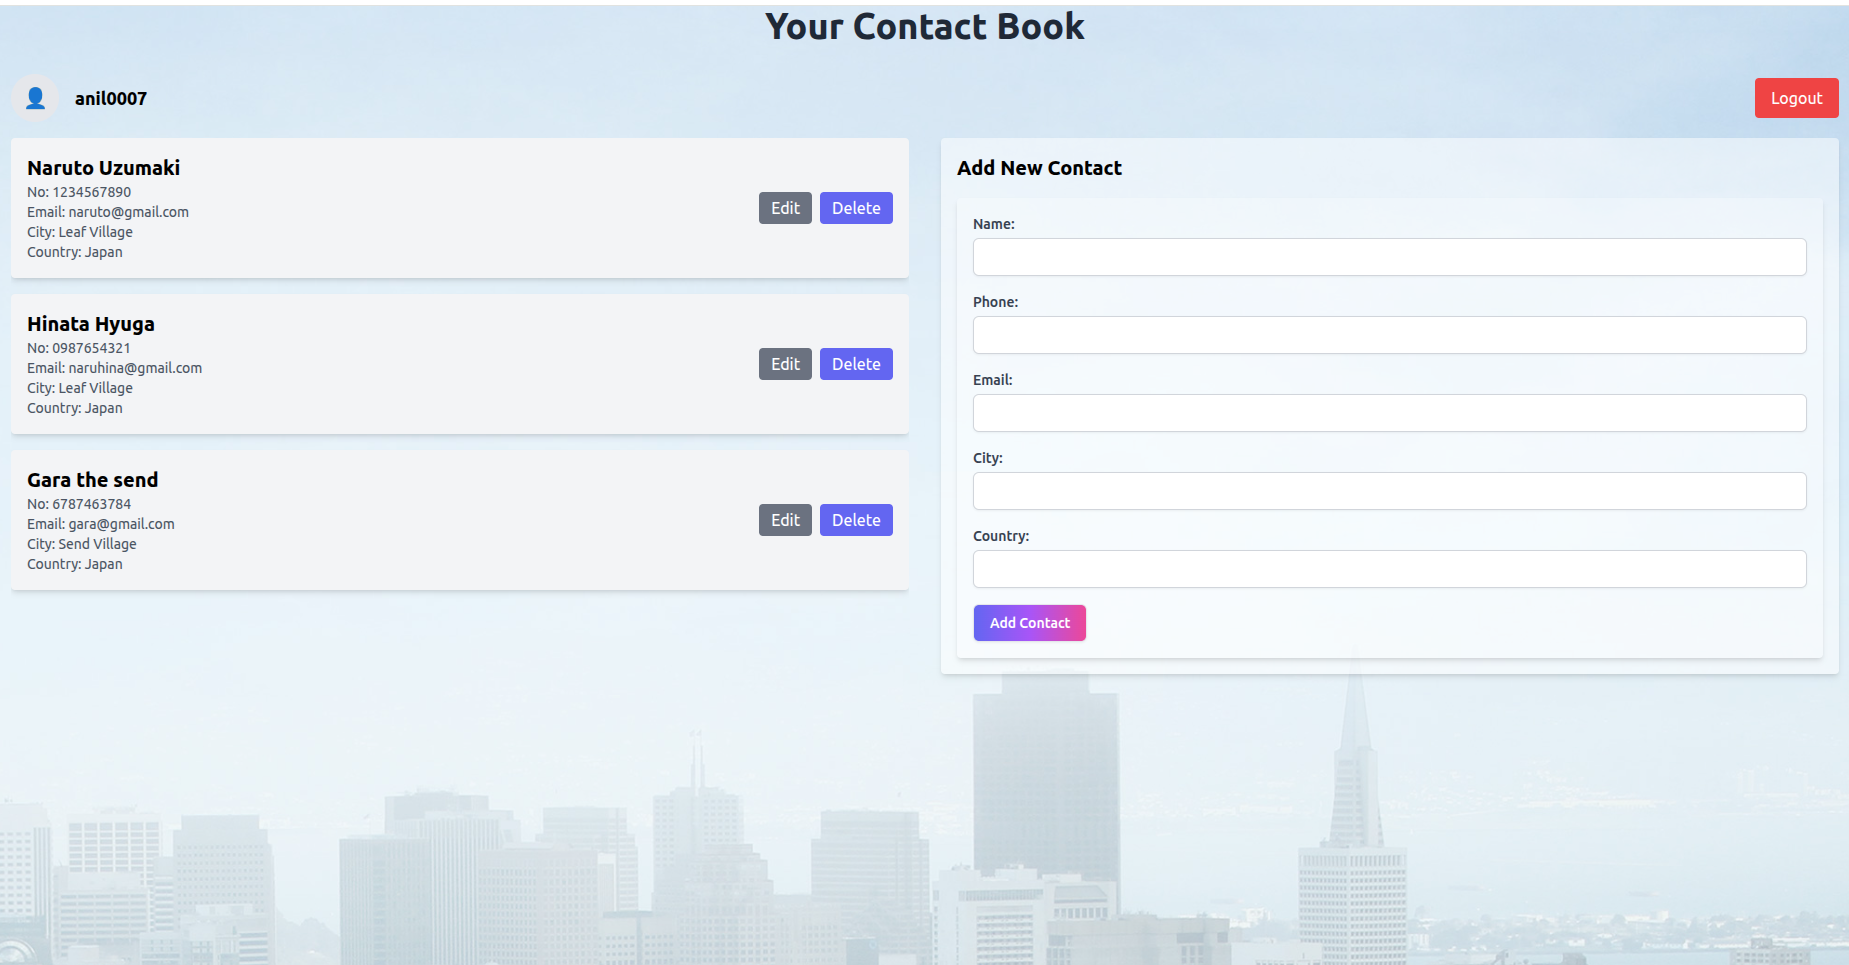 Your Contact Book
anil0007
Logout
Naruto Uzumaki
No: 1234567890
Email: naruto@gmail.com
City: Leaf Village
Country: Japan
Edit
Delete
Hinata Hyuga
No: 0987654321
Email: naruhina@gmail.com
City: Leaf Village
Country: Japan
Edit
Delete
Gara the send
No: 6787463784
Email: gara@gmail.com
City: Send Village
Country: Japan
Edit
Delete
Add New Contact
Name:
Phone:
Email:
City:
Country:
Add Contact